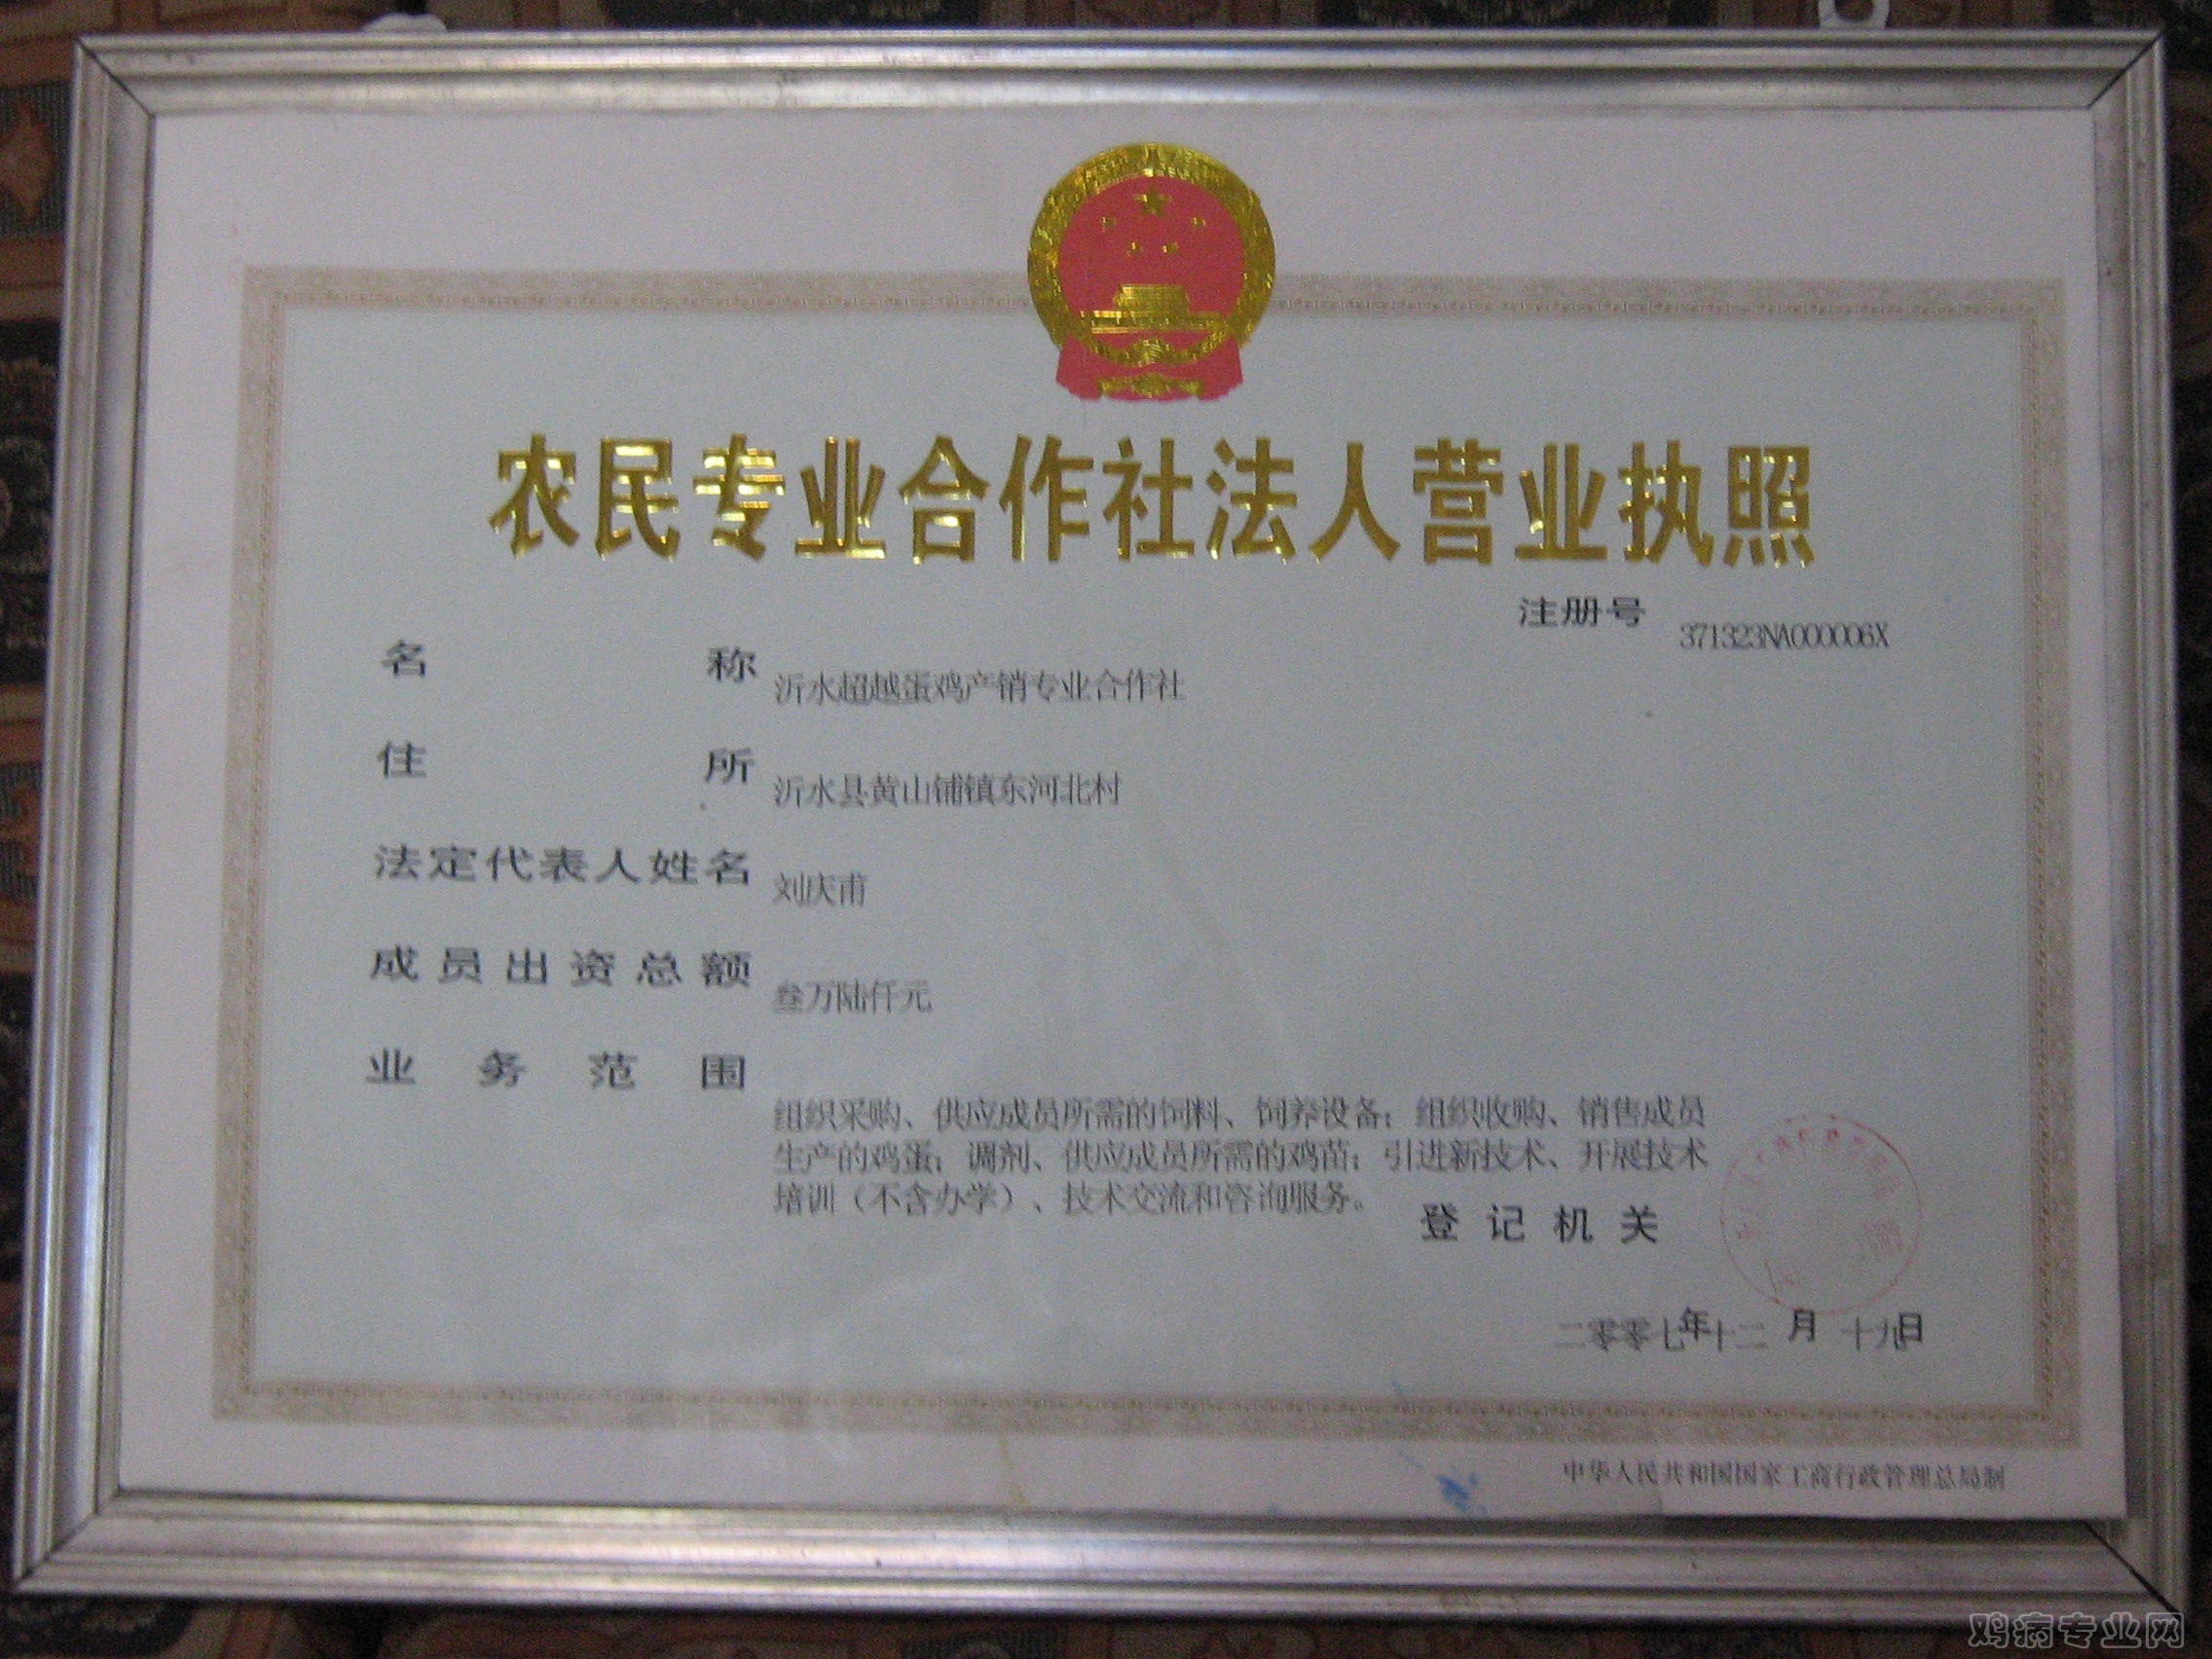 农民专业合作社法人营业执照
注册号 371323NA000006X
名称 沂水超越蛋鸡产销专业合作社
住所 沂水县黄山铺镇东河北村
法定代表人姓名 刘庆甫
成员出资总额 叁万陆仟元
业务范围
组织采购、供应成员所需的饲料、饲养设备；组织收购、销售成员
生产的鸡蛋；调剂、供应成员所需的鸡苗；引进新技术、开展技术
培训（不含办学）、技术交流和咨询服务。
登记机关
二零零七年十二月十九日
中华人民共和国国家工商行政管理总局制
鸡病专业网